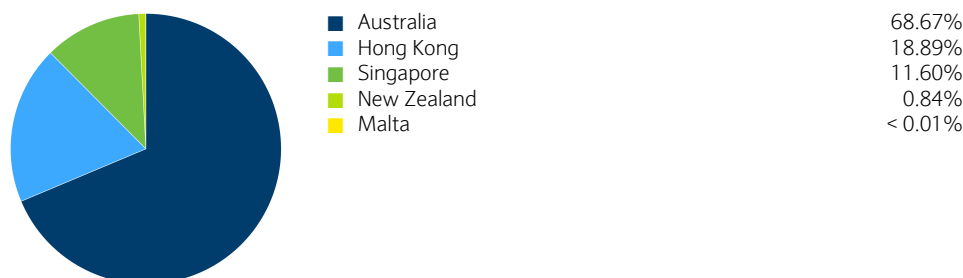 Australia 68.67%
Hong Kong 18.89%
Singapore 11.60%
New Zealand 0.84%
Malta < 0.01%